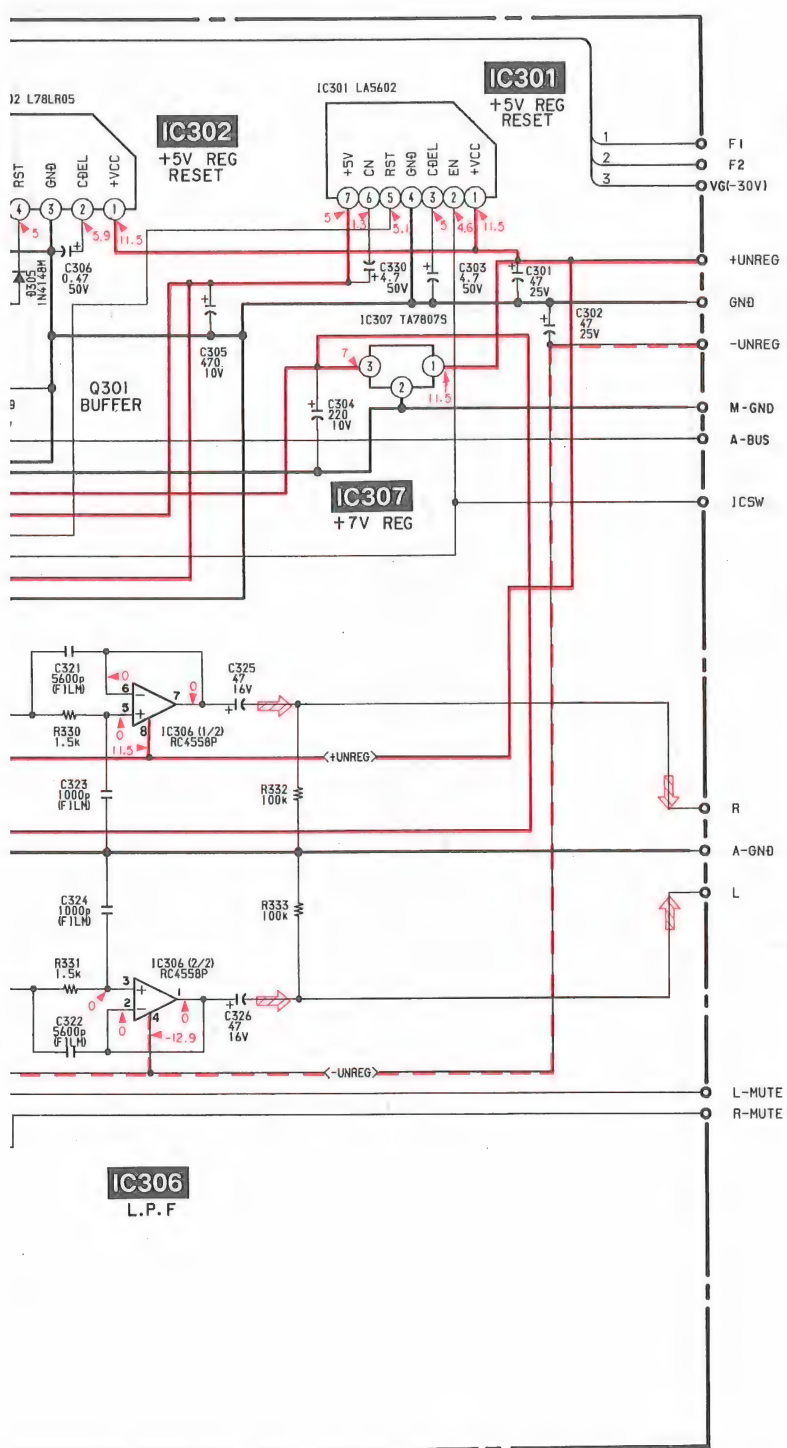 IC301 LA5602
IC301
+5V REG
RESET
02 L78LR05
IC302
+5V REG
RESET
RST
GND
CDEL
+VCC
4
3
2
1
5
5.9
11.5
+5V
CN
RST
GND
CDEL
EN
+VCC
7
6
5
4
3
2
1
5
1.3
5.1
5
4.6
11.5
1
F1
2
F2
3
VG(-30V)
D305
1N4148M
C306
0.47
50V
C330
4.7
50V
C303
4.7
50V
C301
47
25V
C302
47
25V
+UNREG
GND
-UNREG
C305
470
10V
IC307 TA7807S
7
3
1
2
11.5
Q301
BUFFER
C304
220
10V
M-GND
A-BUS
IC307
+7V REG
ICSW
C321
5600p
(FILM)
0
6
5
7
0
0
8
11.5
C325
47
16V
R330
1.5k
IC306 (1/2)
RC4558P
<+UNREG>
C323
1000p
(FILM)
R332
100k
R
A-GND
L
C324
1000p
(FILM)
R333
100k
R331
1.5k
IC306 (2/2)
RC4558P
3
2
1
0
0
0
4
-12.9
C322
5600p
(FILM)
C326
47
16V
<-UNREG>
L-MUTE
R-MUTE
IC306
L.P.F